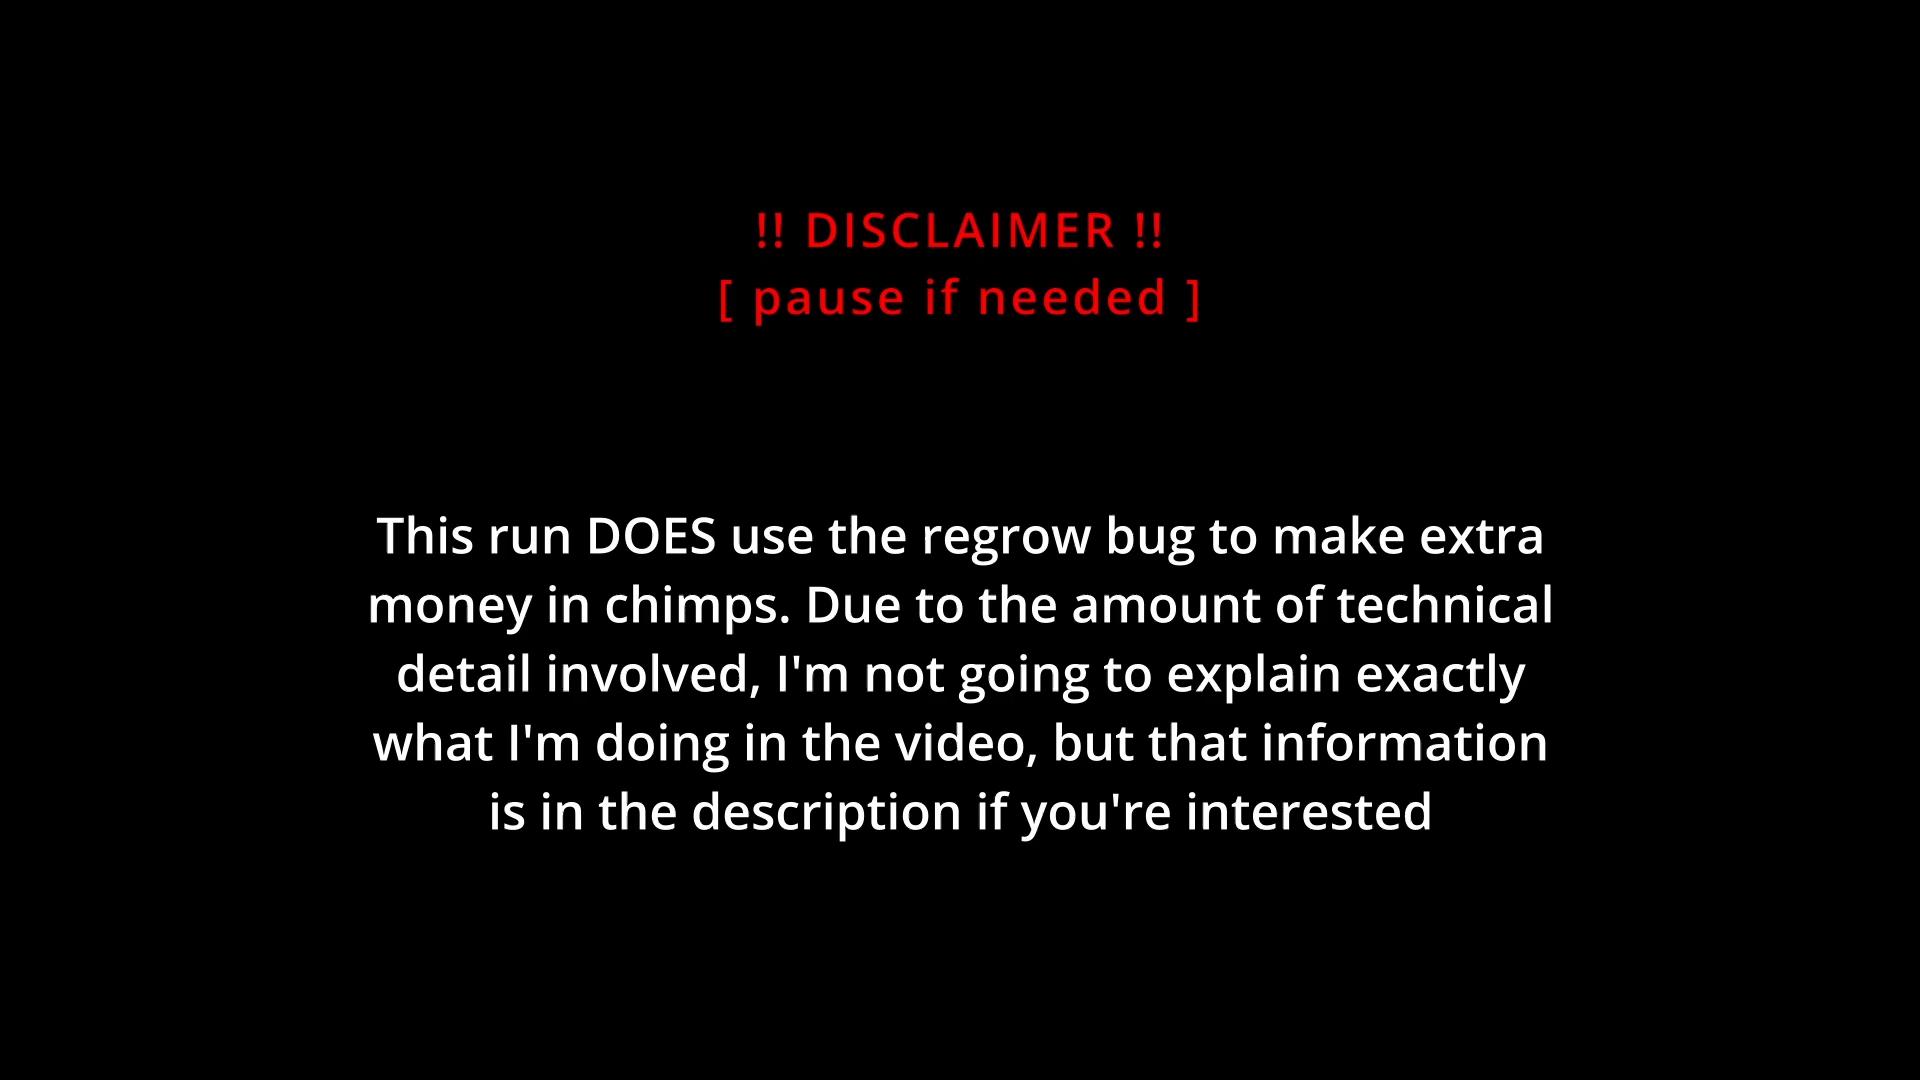 !! DISCLAIMER !!
[ pause if needed ]
This run DOES use the regrow bug to make extra
money in chimps. Due to the amount of technical
detail involved, I'm not going to explain exactly
what I'm doing in the video, but that information
is in the description if you're interested